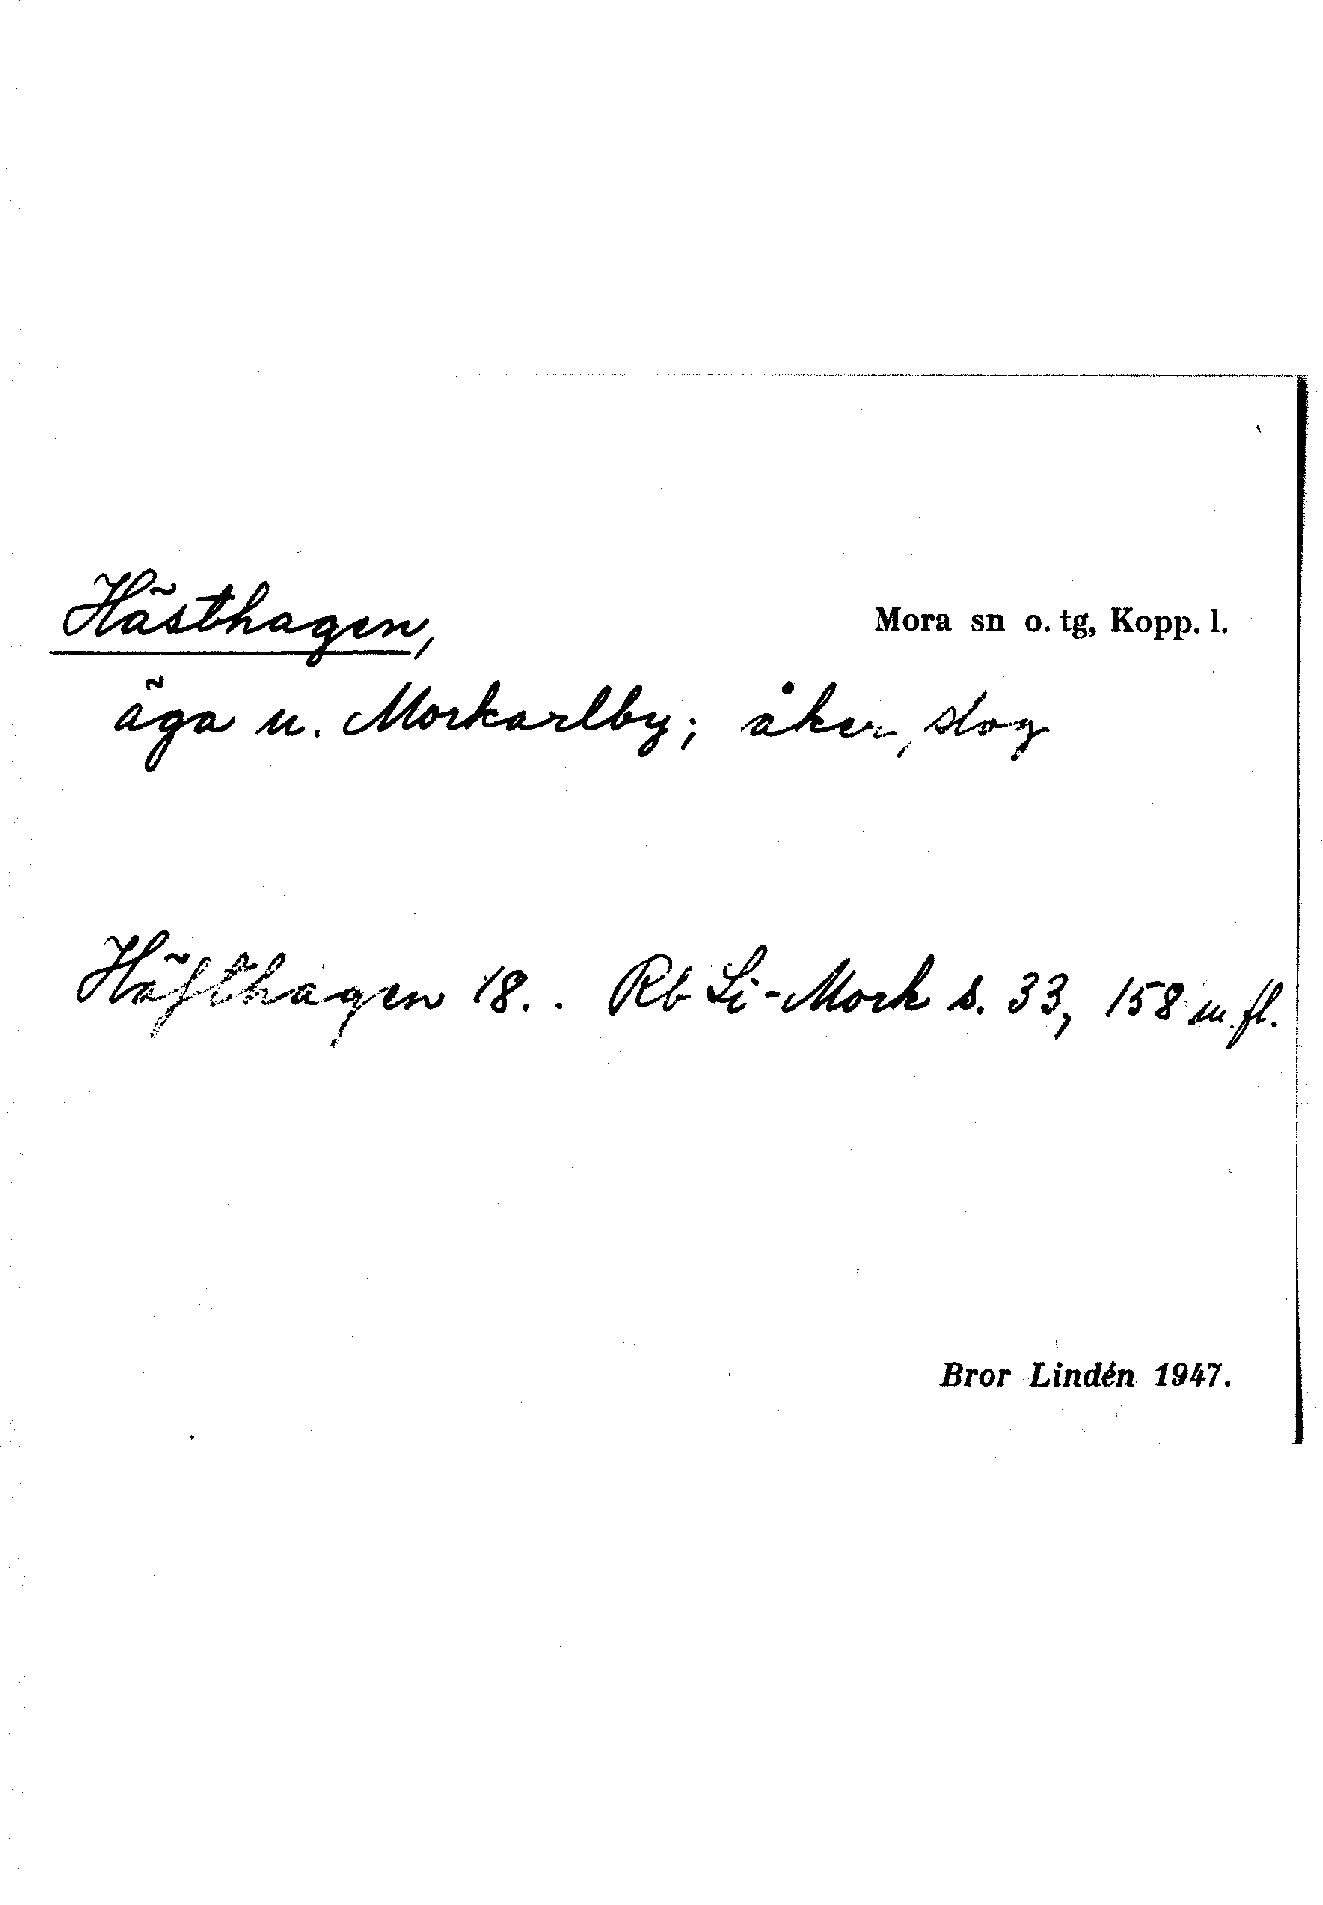 Hästhagen, Mora sn o. tg, Kopp. l.
äga u. Morkarlby; åker, slog
Häſthagen 18.. Rb Li-Mork s. 33, 158 m. fl.
Bror Lindén 1947.